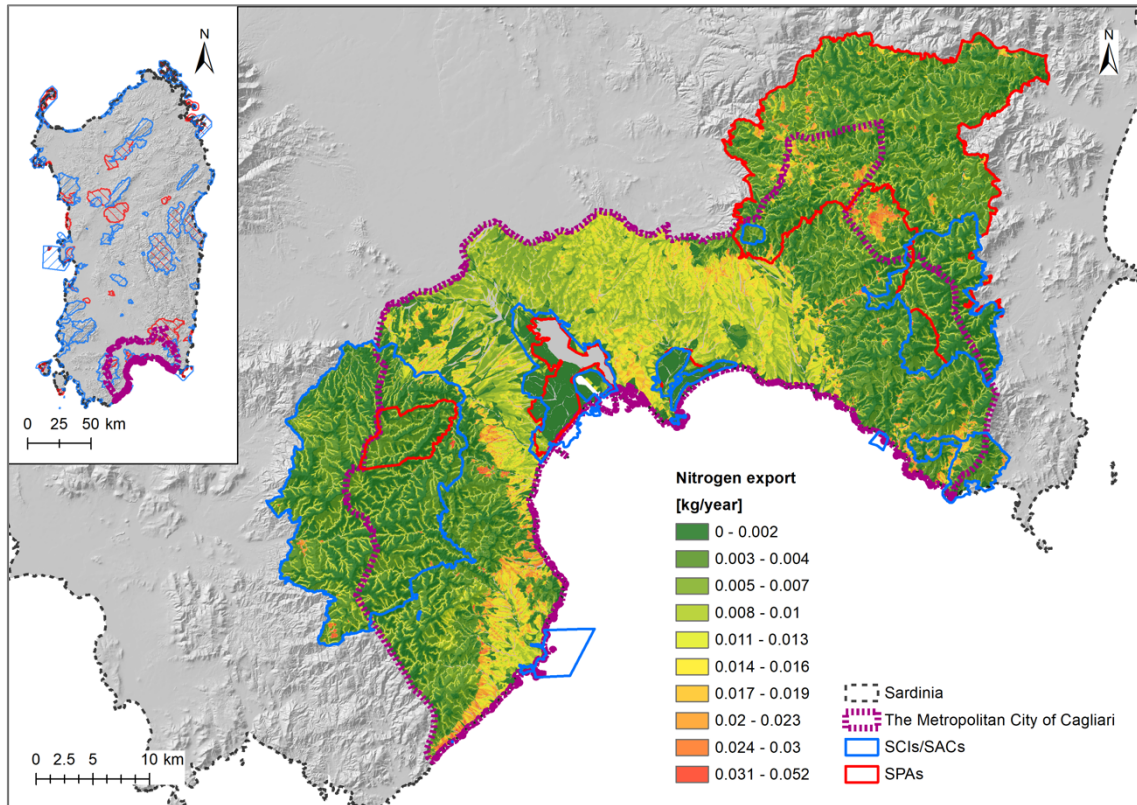 N
0 25 50 km
N
Nitrogen export
[kg/year]
0 - 0.002
0.003 - 0.004
0.005 - 0.007
0.008 - 0.01
0.011 - 0.013
0.014 - 0.016
0.017 - 0.019
0.02 - 0.023
0.024 - 0.03
0.031 - 0.052
Sardinia
The Metropolitan City of Cagliari
SCIs/SACs
SPAs
0 2.5 5 10 km